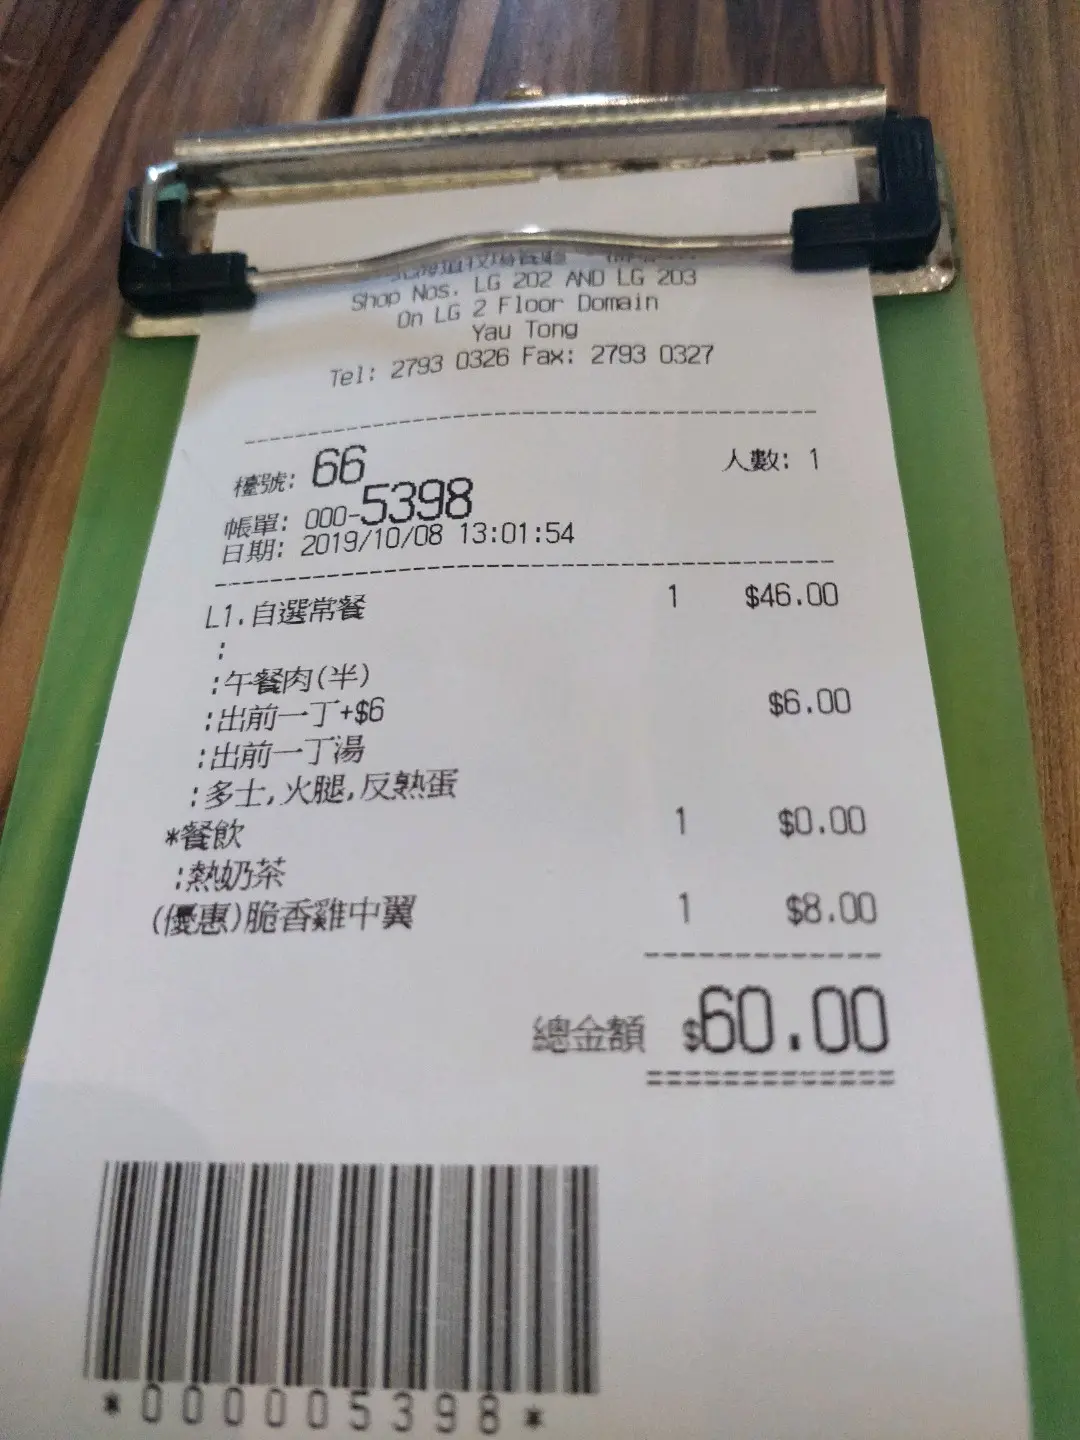 Shop Nos. LG 202 AND LG 203
On LG 2 Floor Domain
Yau Tong
Tel: 2793 0326 Fax: 2793 0327
檯號: 66 人數: 1
帳單: 000-5398
日期: 2019/10/08 13:01:54
L1.自選常餐 1 $46.00
:
:午餐肉(半)
:出前一丁+$6 $6.00
:出前一丁湯
:多士,火腿,反熟蛋
*餐飲 1 $0.00
:熱奶茶
(優惠)脆香雞中翼 1 $8.00
總金額 $60.00
*000005398*